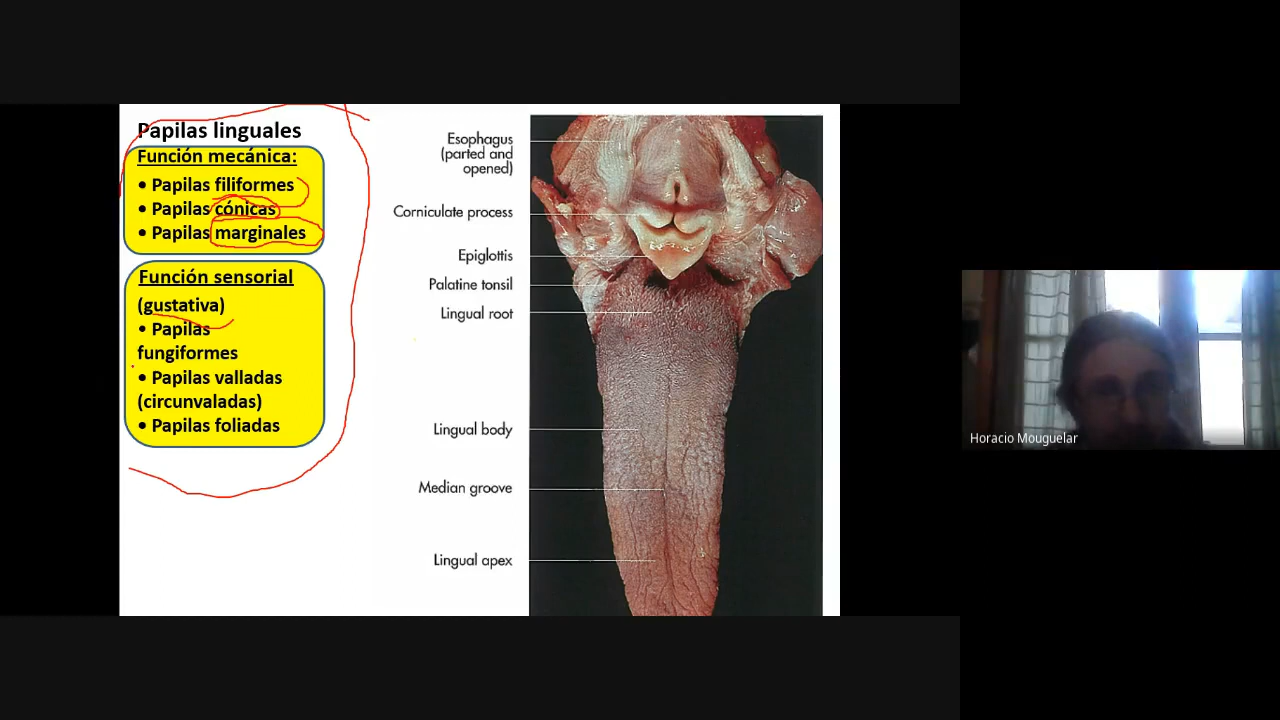 Papilas linguales
Función mecánica:
• Papilas filiformes
• Papilas cónicas
• Papilas marginales
Función sensorial
(gustativa)
• Papilas
fungiformes
• Papilas valladas
(circunvaladas)
• Papilas foliadas
Esophagus
(parted and
opened)
Corniculate process
Epiglottis
Palatine tonsil
Lingual root
Lingual body
Median groove
Lingual apex
Horacio Mouguelar